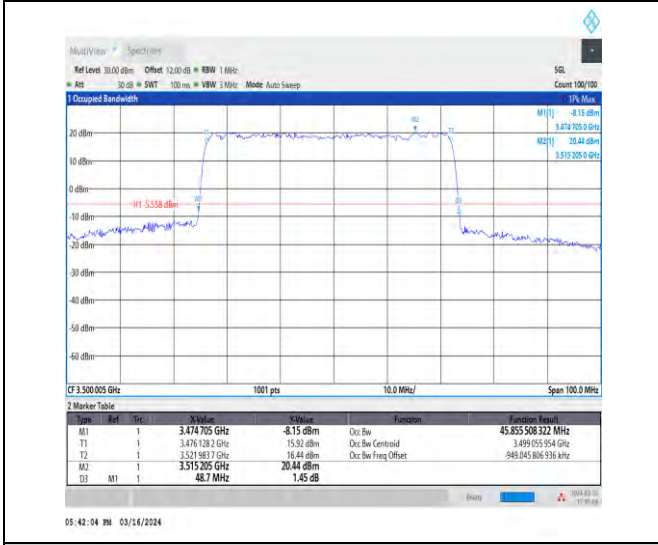 MultiView Spectrum
Ref Level 30.00 dBm Offset 12.00 dB RBW 1 MHz SGL
Att 30 dB SWT 100 ms VBW 3 MHz Mode Auto Sweep Count 100/100
1 Occupied Bandwidth 1Pk Max
M1[1] -8.15 dBm
3.474 705 0 GHz
M2[1] 20.44 dBm
3.515 205 0 GHz
M2
T1 T2
20 dBm
10 dBm
0 dBm
M1 D3
H1 -5.558 dBm
-10 dBm
-20 dBm
-30 dBm
-40 dBm
-50 dBm
-60 dBm
CF 3.500 005 GHz 1001 pts 10.0 MHz/ Span 100.0 MHz
2 Marker Table
Type Ref Trc X-Value Y-Value Function Function Result
M1 1 3.474 705 GHz -8.15 dBm Occ Bw 45.855 508 322 MHz
T1 1 3.476 128 2 GHz 15.92 dBm Occ Bw Centroid 3.499 055 954 GHz
T2 1 3.521 983 7 GHz 16.44 dBm Occ Bw Freq Offset -949.045 806 936 kHz
M2 1 3.515 205 GHz 20.44 dBm
D3 M1 1 48.7 MHz 1.45 dB
Ready
05:42:04 PM 03/16/2024